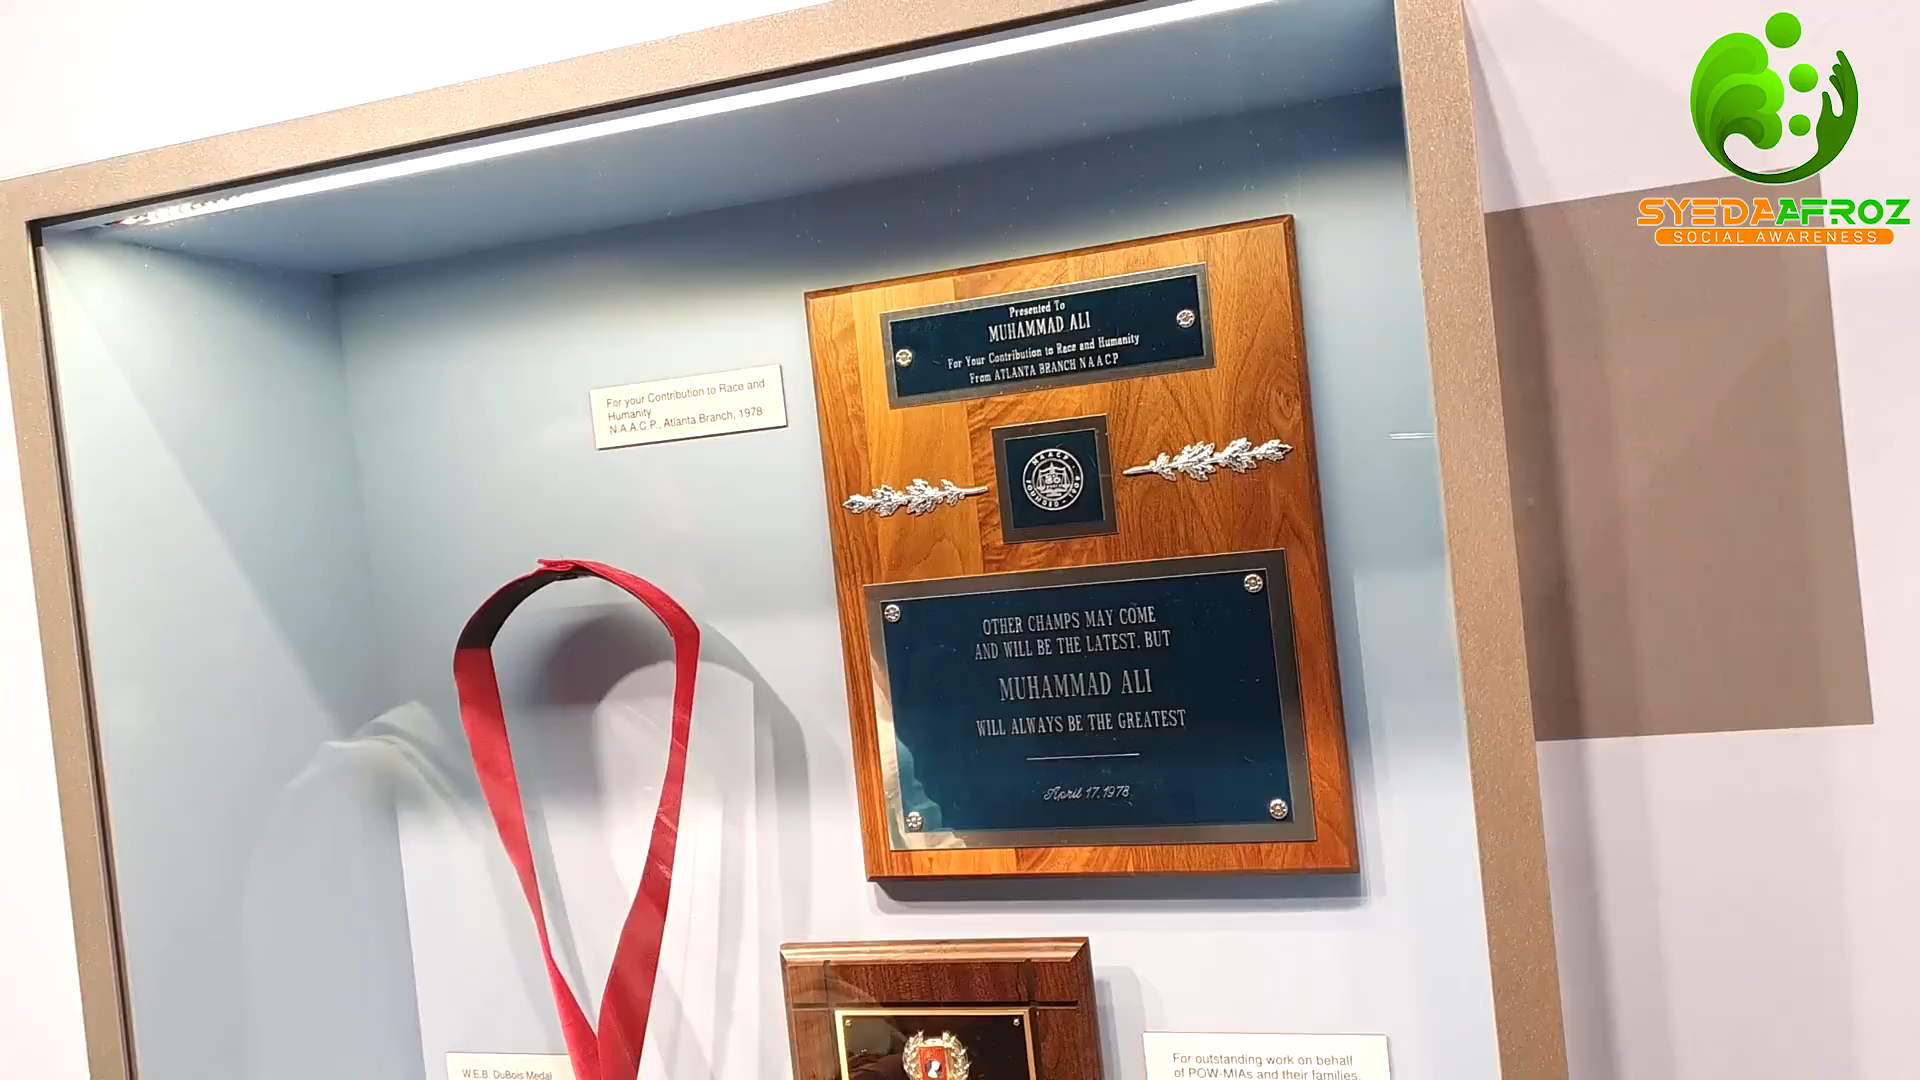 SYEDAAFROZ
SOCIAL AWARENESS
Presented To
MUHAMMAD ALI
For Your Contribution to Race and Humanity
From ATLANTA BRANCH N A A C P
For your Contribution to Race and
Humanity
N.A.A.C.P., Atlanta Branch, 1978
NAACP
FOUNDED - 1909
OTHER CHAMPS MAY COME
AND WILL BE THE LATEST, BUT
MUHAMMAD ALI
WILL ALWAYS BE THE GREATEST
April 17, 1978
W.E.B. DuBois Medal
For outstanding work on behalf
of POW-MIAs and their families,